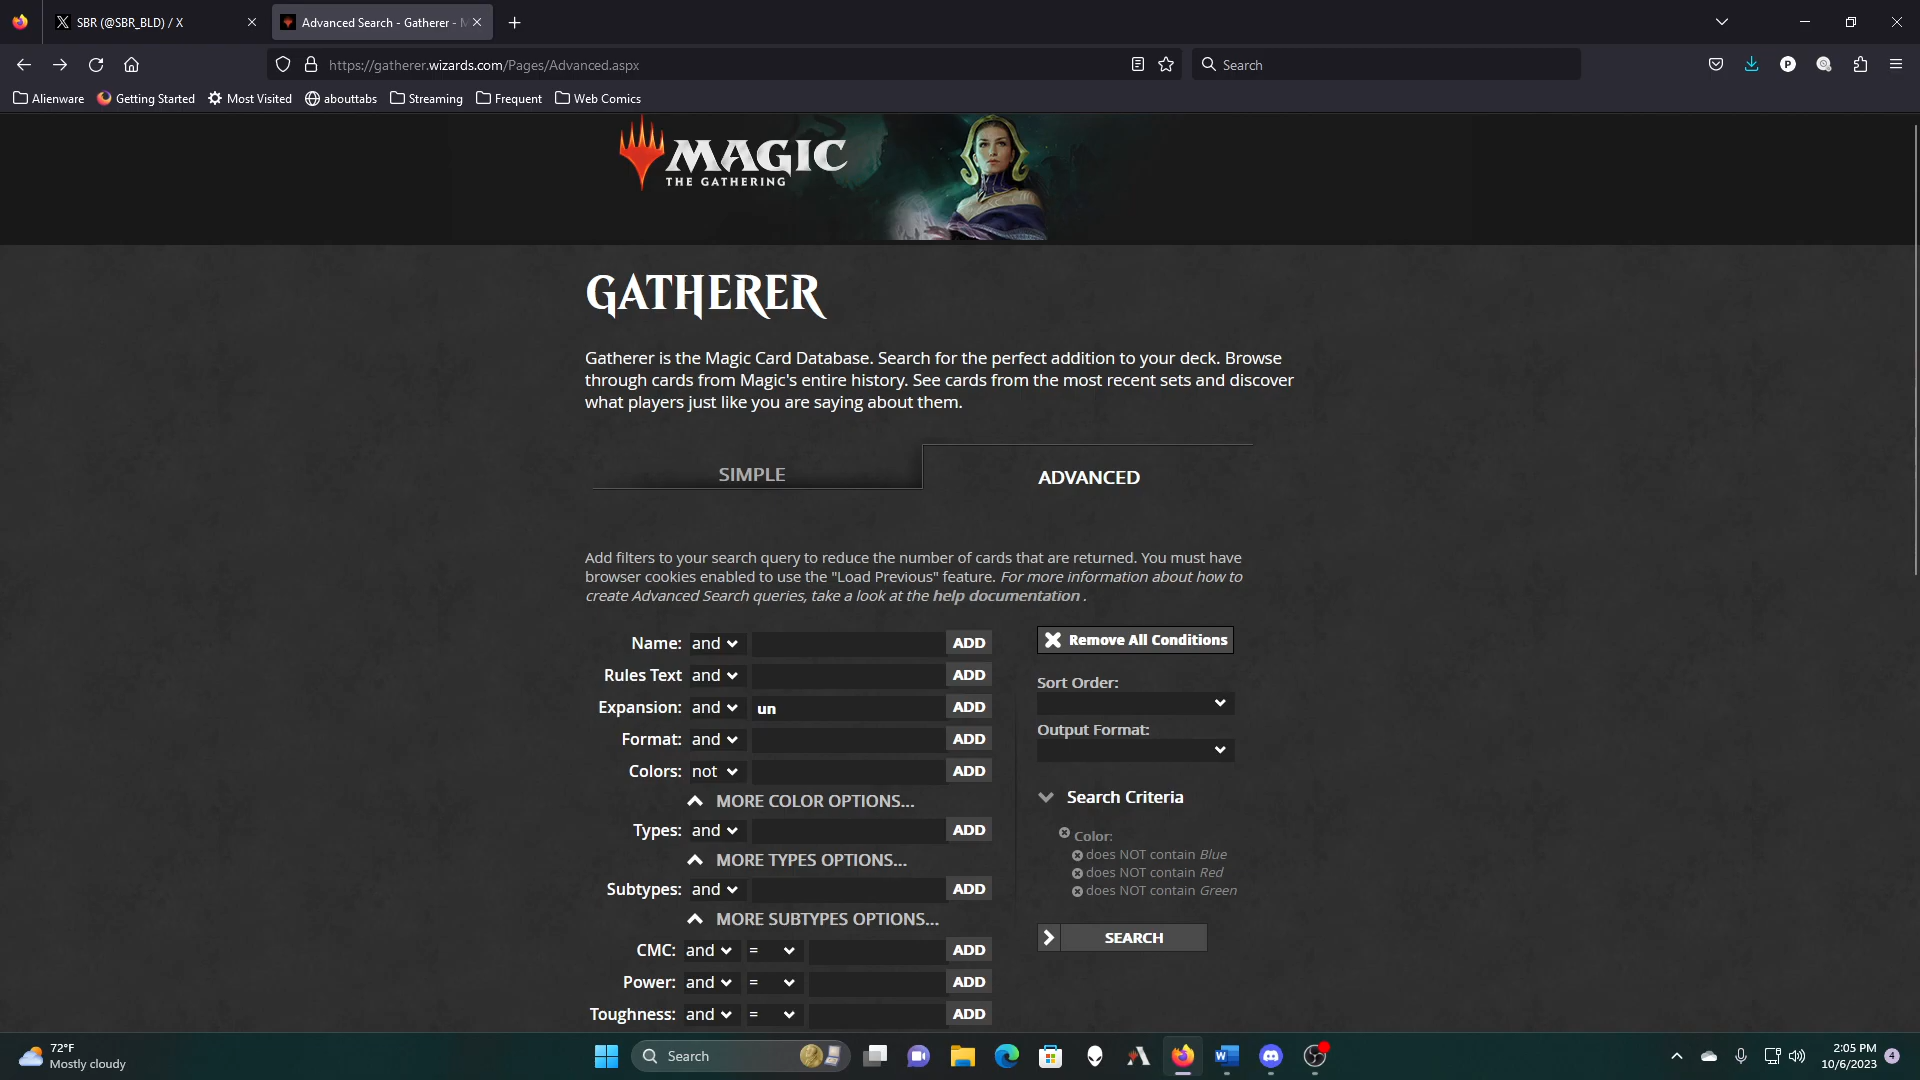 SBR (@SBR_BLD) / X
Advanced Search - Gatherer - M
https://gatherer.wizards.com/Pages/Advanced.aspx
Search
Alienware
Getting Started
Most Visited
abouttabs
Streaming
Frequent
Web Comics
MAGIC
THE GATHERING
GATHERER
Gatherer is the Magic Card Database. Search for the perfect addition to your deck. Browse
through cards from Magic's entire history. See cards from the most recent sets and discover
what players just like you are saying about them.
SIMPLE
ADVANCED
Add filters to your search query to reduce the number of cards that are returned. You must have
browser cookies enabled to use the "Load Previous" feature. For more information about how to
create Advanced Search queries, take a look at the help documentation .
Name: and ADD
Rules Text and ADD
Expansion: and un ADD
Format: and ADD
Colors: not ADD
MORE COLOR OPTIONS...
Types: and ADD
MORE TYPES OPTIONS...
Subtypes: and ADD
MORE SUBTYPES OPTIONS...
CMC: and = ADD
Power: and = ADD
Toughness: and = ADD
Remove All Conditions
Sort Order:
Output Format:
Search Criteria
Color:
does NOT contain Blue
does NOT contain Red
does NOT contain Green
SEARCH
72°F
Mostly cloudy
Search
2:05 PM
10/6/2023
4